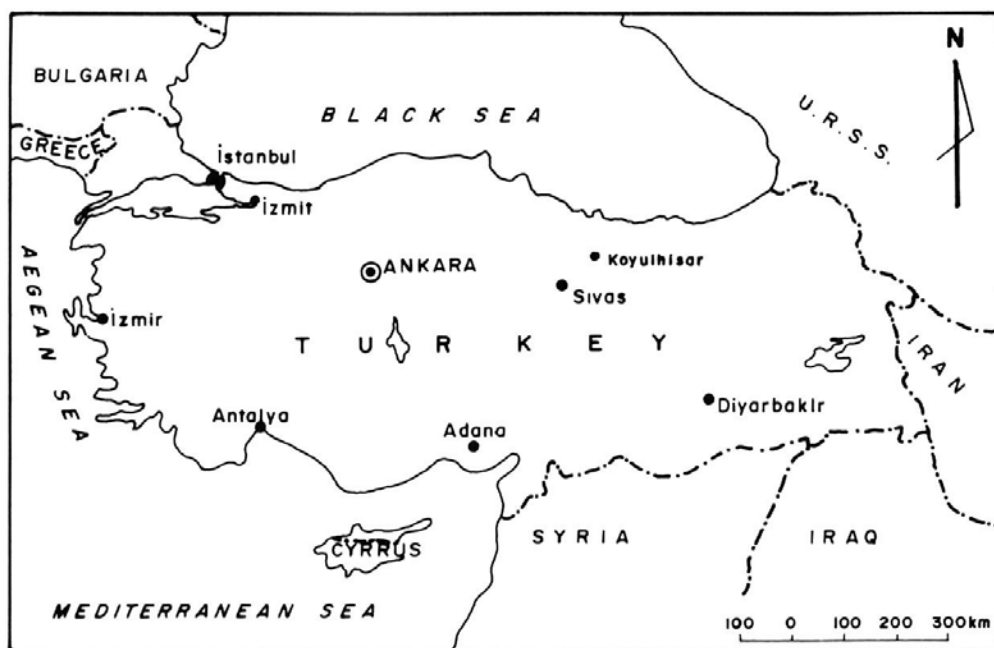 N
BULGARIA
BLACK SEA
U.R.S.S.
GREECE
İstanbul
İzmit
ANKARA
Koyulhisar
Sıvas
AEGEAN SEA
İzmir
TURKEY
IRAN
Antalya
Adana
Diyarbakır
SYRIA
IRAQ
CYRRUS
MEDITERRANEAN SEA
100 0 100 200 300km